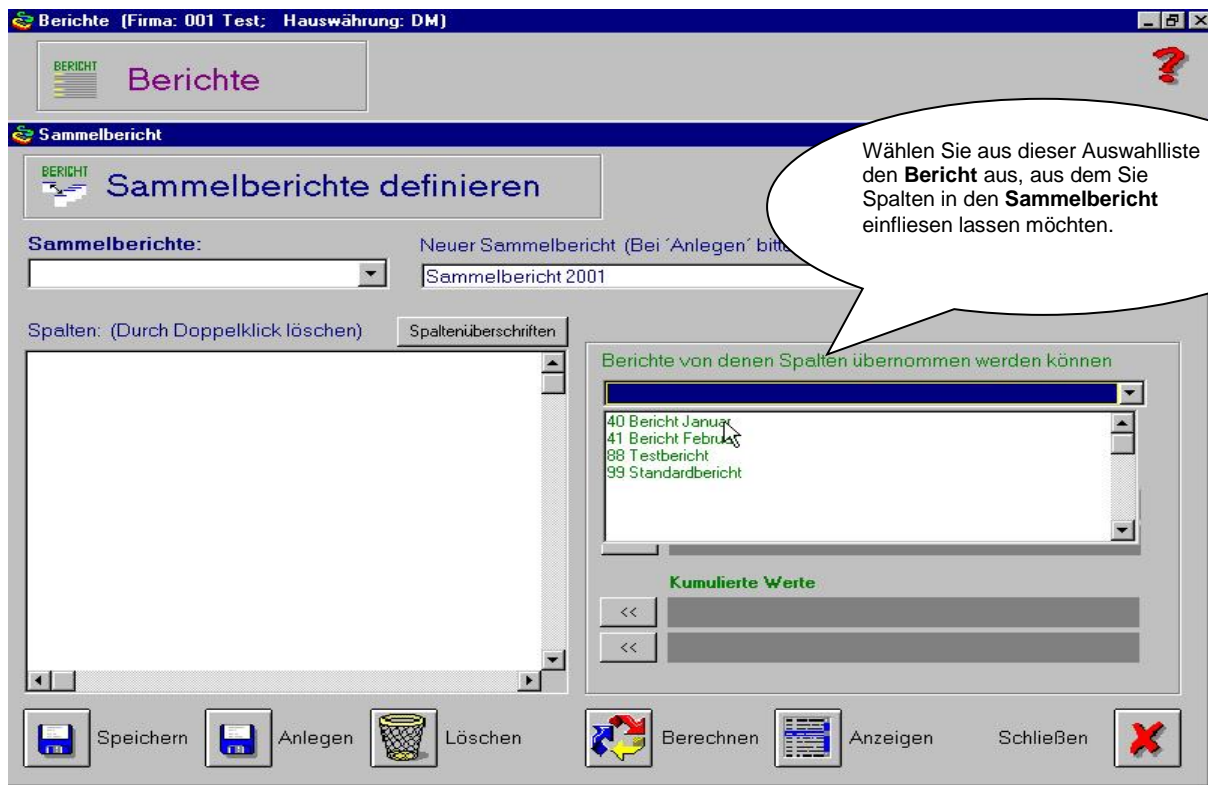 Berichte (Firma: 001 Test; Hauswährung: DM)
BERICHT
Berichte
Sammelbericht
BERICHT
Sammelberichte definieren
Wählen Sie aus dieser Auswahlliste
den Bericht aus, aus dem Sie
Spalten in den Sammelbericht
einfliesen lassen möchten.
Sammelberichte:
Neuer Sammelbericht (Bei ´Anlegen´ bitte
Sammelbericht 2001
Spalten: (Durch Doppelklick löschen)
Spaltenüberschriften
Berichte von denen Spalten übernommen werden können
40 Bericht Januar
41 Bericht Februar
88 Testbericht
99 Standardbericht
Kumulierte Werte
<<
<<
Speichern
Anlegen
Löschen
Berechnen
Anzeigen
Schließen